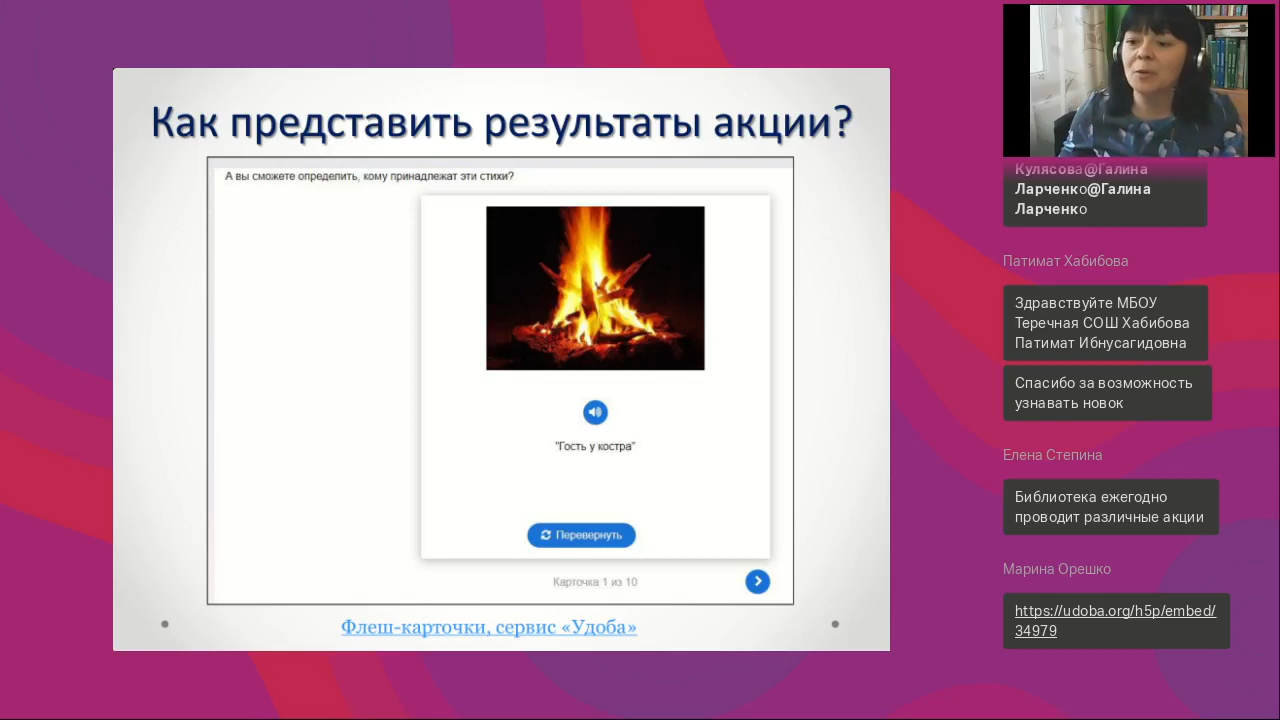 Как представить результаты акции?
А вы сможете определить, кому принадлежат эти стихи?
"Гость у костра"
Перевернуть
Карточка 1 из 10
Флеш-карточки, сервис «Удоба»
Кулясова@Галина
Ларченко@Галина
Ларченко
Патимат Хабибова
Здравствуйте МБОУ
Теречная СОШ Хабибова
Патимат Ибнусагидовна
Спасибо за возможность
узнавать новок
Елена Степина
Библиотека ежегодно
проводит различные акции
Марина Орешко
https://udoba.org/h5p/embed/
34979